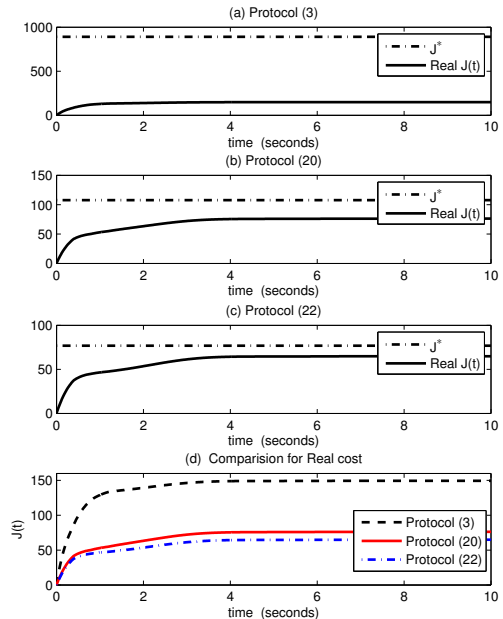 (a) Protocol (3)
1000
500
0
J*
Real J(t)
0 2 4 6 8 10
time (seconds)
(b) Protocol (20)
150
100
50
0
J*
Real J(t)
0 2 4 6 8 10
time (seconds)
(c) Protocol (22)
100
50
0
J*
Real J(t)
0 2 4 6 8 10
time (seconds)
(d) Comparision for Real cost
J(t)
150
100
50
0
Protocol (3)
Protocol (20)
Protocol (22)
0 2 4 6 8 10
time (seconds)